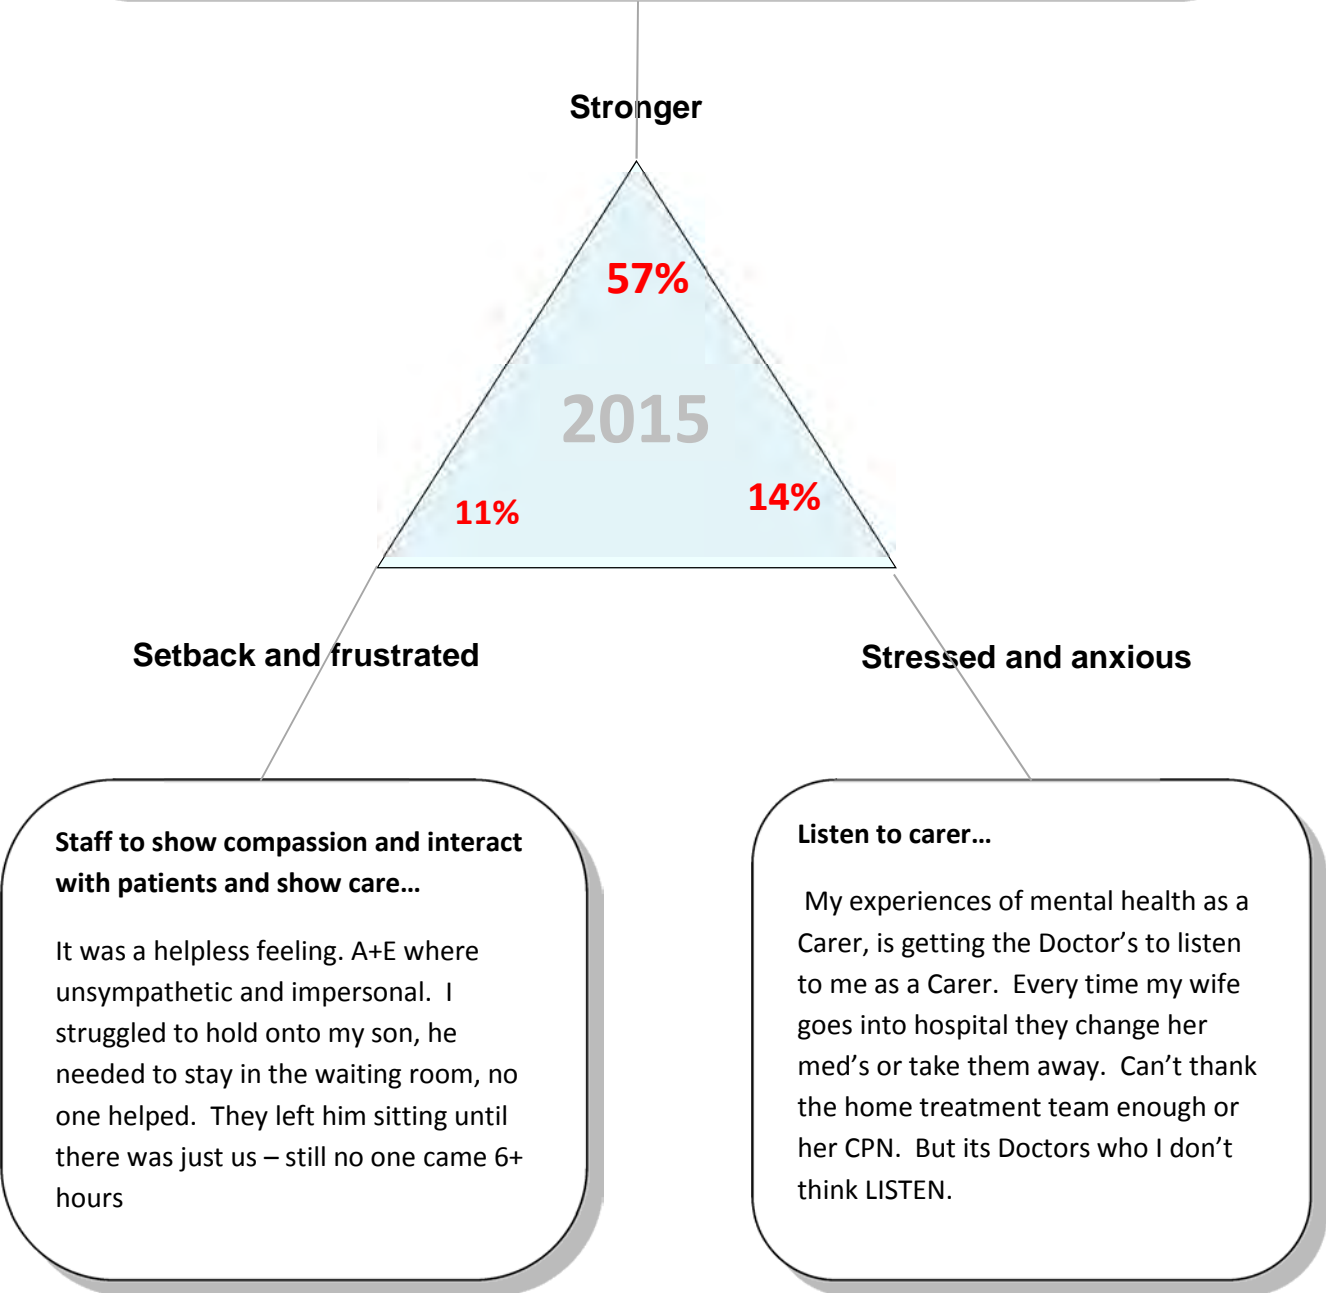 Stronger
57%
2015
11%
14%
Setback and frustrated
Stressed and anxious
Staff to show compassion and interact
with patients and show care…
It was a helpless feeling. A+E where
unsympathetic and impersonal.  I
struggled to hold onto my son, he
needed to stay in the waiting room, no
one helped.  They left him sitting until
there was just us – still no one came 6+
hours
Listen to carer…
My experiences of mental health as a
Carer, is getting the Doctor’s to listen
to me as a Carer.  Every time my wife
goes into hospital they change her
med’s or take them away.  Can’t thank
the home treatment team enough or
her CPN.  But its Doctors who I don’t
think LISTEN.